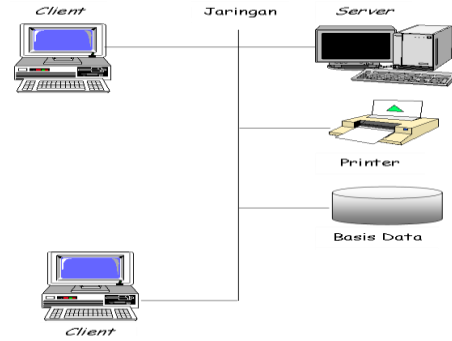 Client
Jaringan
Server
Printer
Basis Data
Client